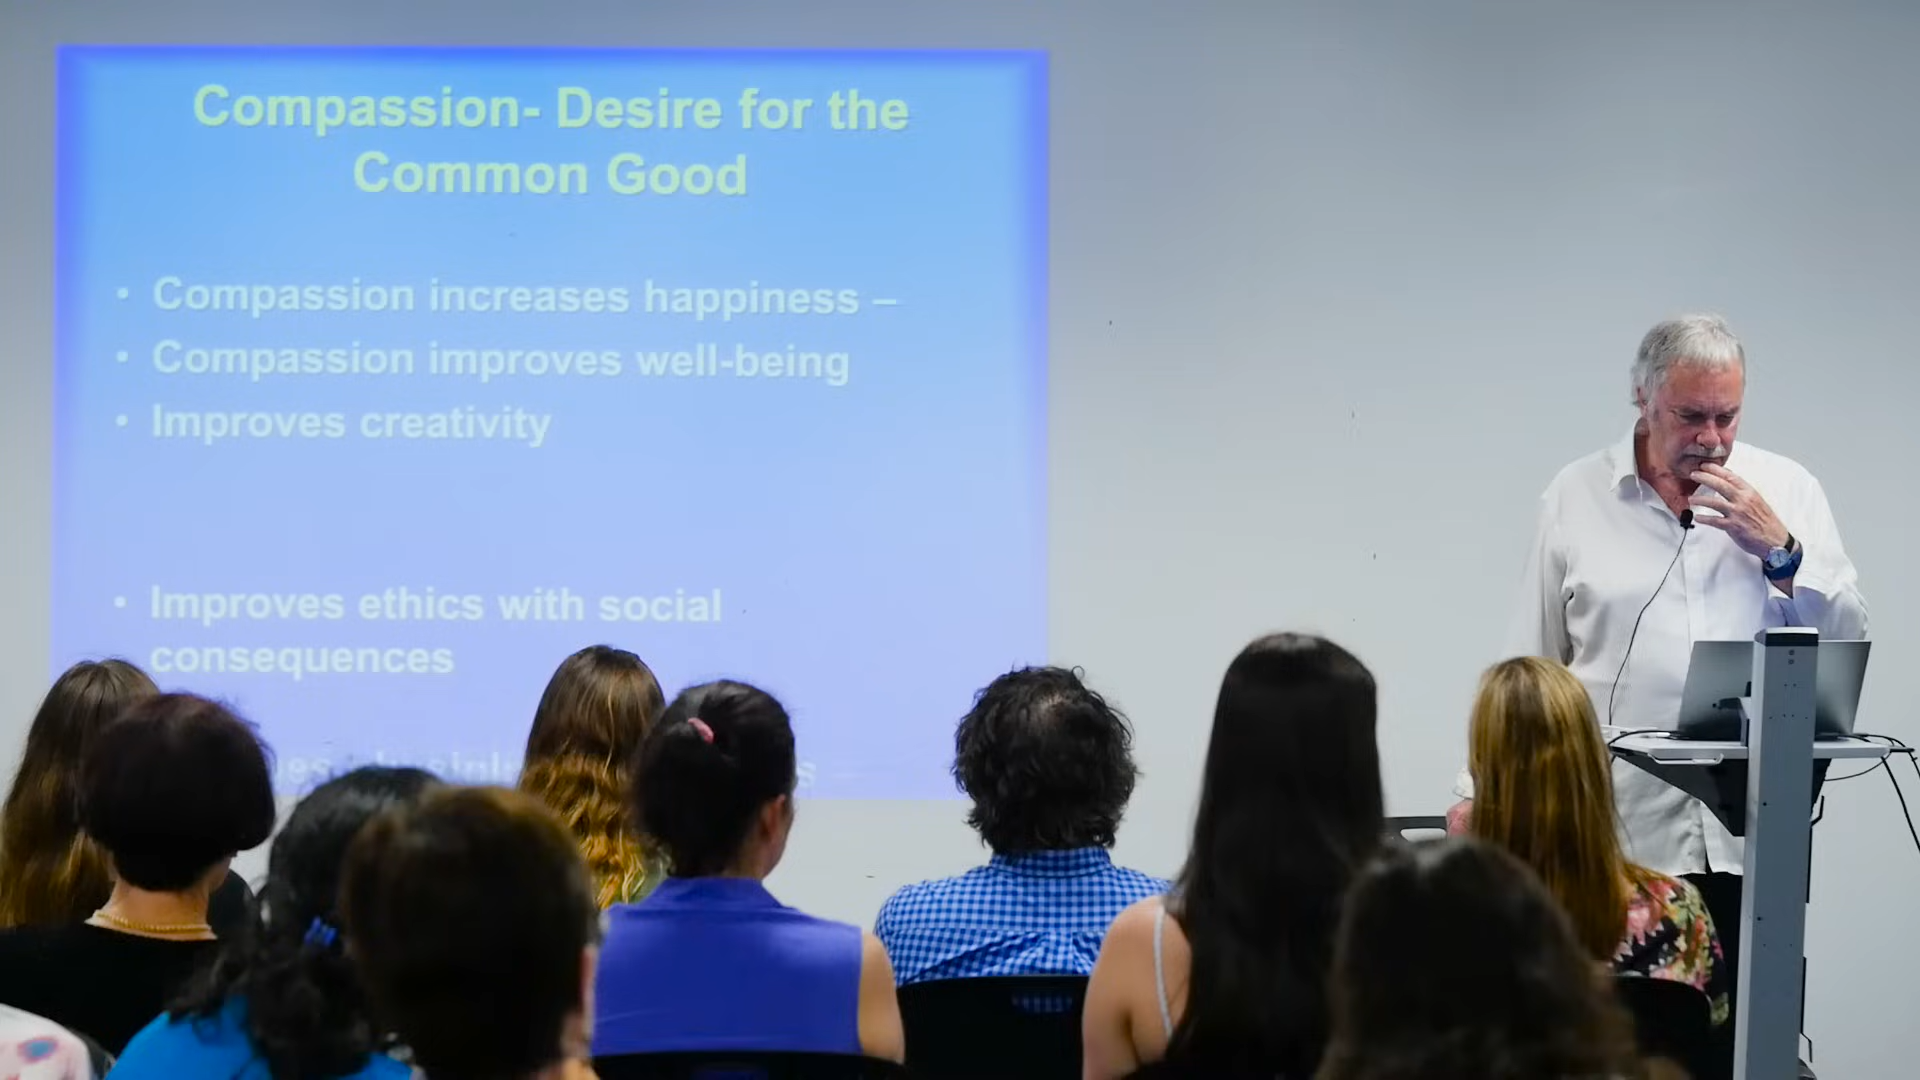 Compassion- Desire for the
Common Good
• Compassion increases happiness –
• Compassion improves well-being
• Improves creativity
• Improves ethics with social
consequences